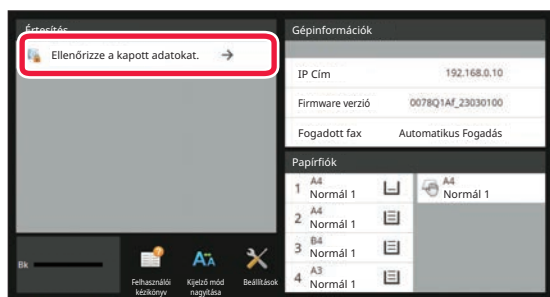 Értesítés
Ellenőrizze a kapott adatokat.
Gépinformációk
IP Cím 192.168.0.10
Firmware verzió 0078Q1Af_23030100
Fogadott fax Automatikus Fogadás
Papírfiók
1 A4 Normál 1
A4 Normál 1
2 A4 Normál 1
3 B4 Normál 1
4 A3 Normál 1
Bk
Felhasználói kézikönyv
Kijelző mód nagyítása
Beállítások